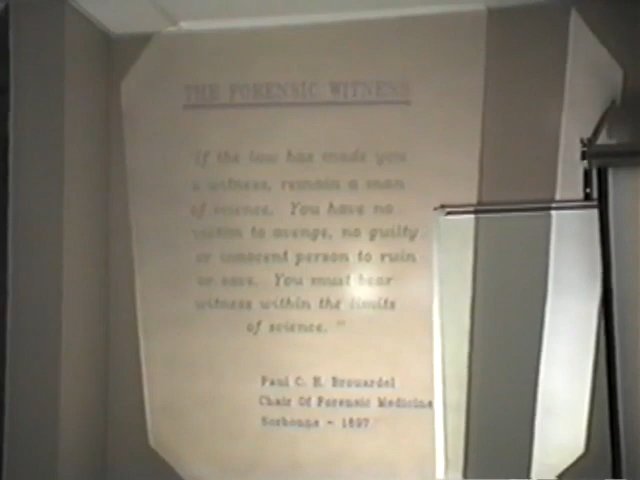 THE FORENSIC WITNESS
If the law has made you
a witness, remain a man
of science. You have no
victim to avenge, no guilty
or innocent person to ruin
or save. You must bear
witness within the limits
of science."
Paul C. H. Brouardel
Chair Of Forensic Medicine
Sorbonne - 1897